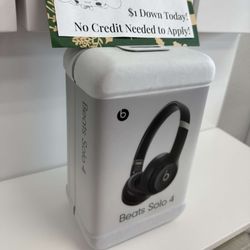 $1 Down Today!
No Credit Needed to Apply!
Beats Solo 4
Beats Solo 4